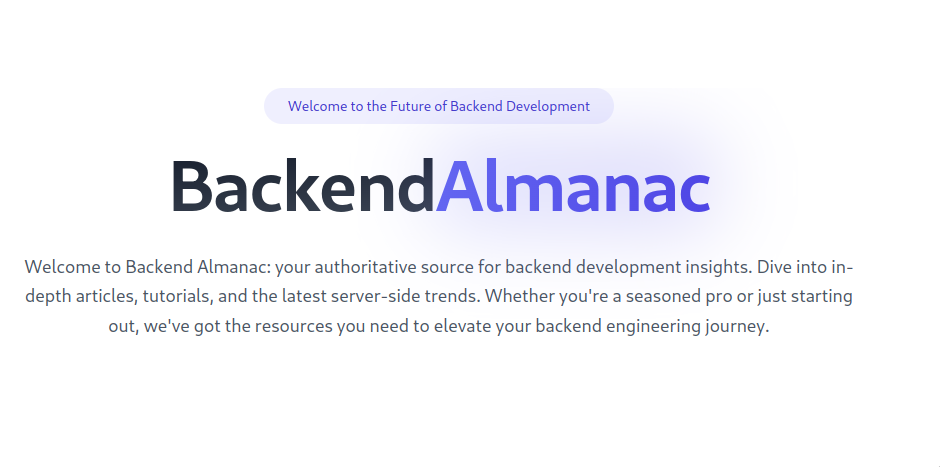 Welcome to the Future of Backend Development
BackendAlmanac
Welcome to Backend Almanac: your authoritative source for backend development insights. Dive into in-
depth articles, tutorials, and the latest server-side trends. Whether you're a seasoned pro or just starting
out, we've got the resources you need to elevate your backend engineering journey.